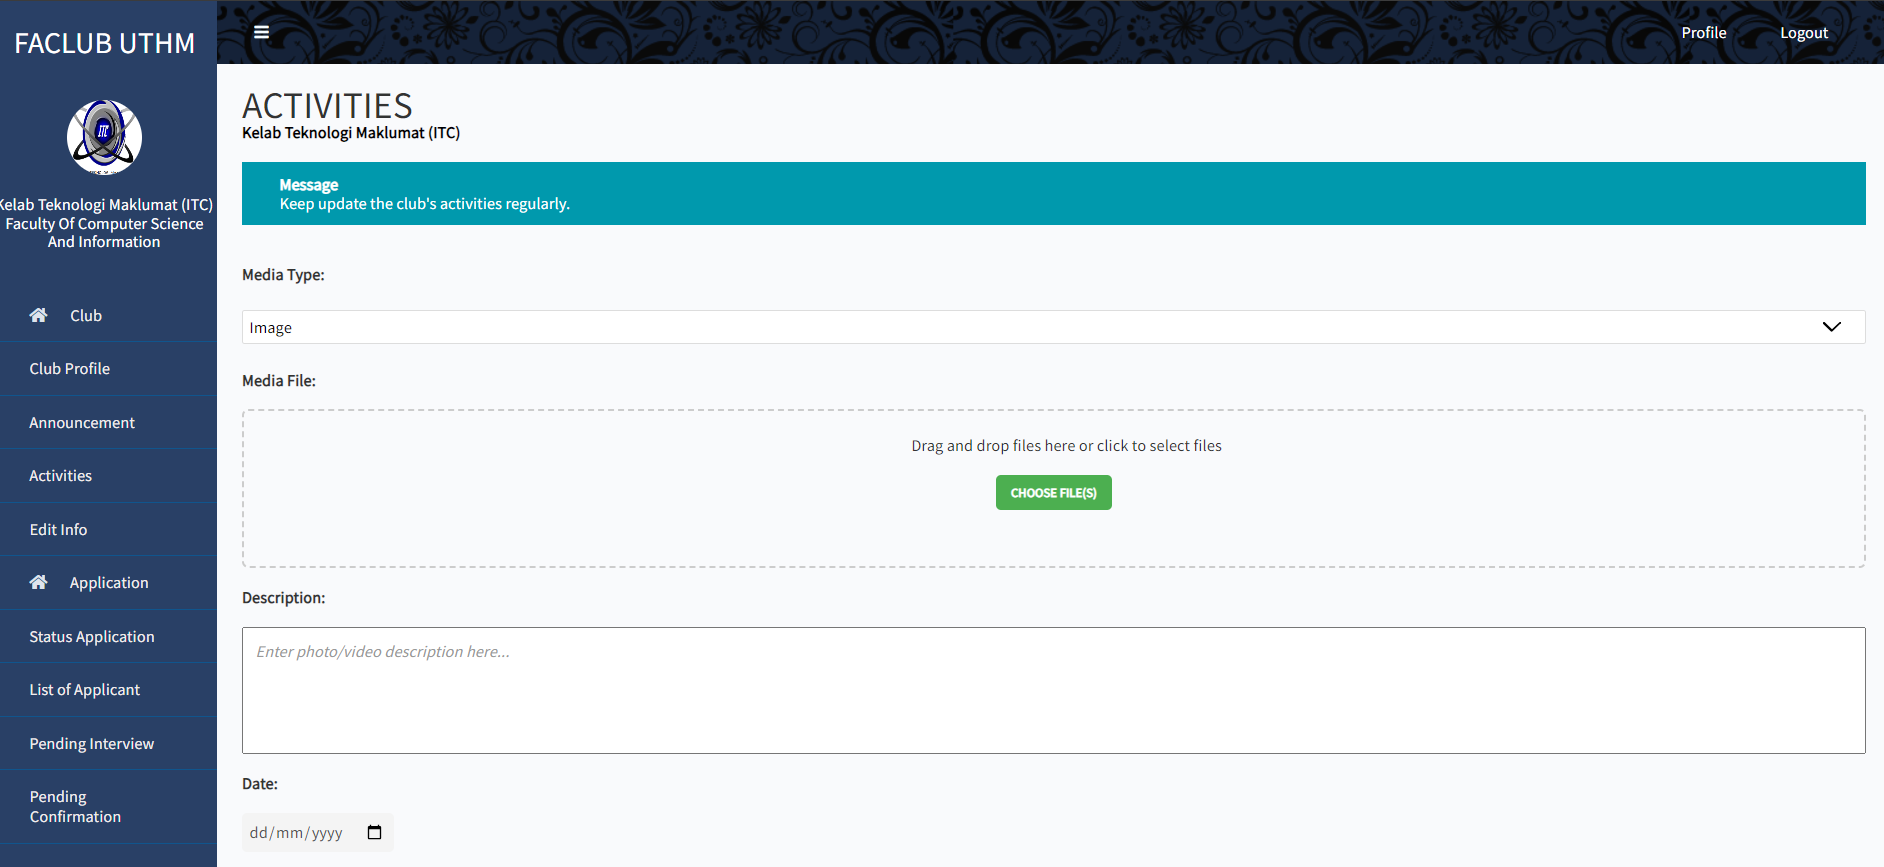 FACLUB UTHM
Profile
Logout
ITC
Kelab Teknologi Maklumat (ITC)
Faculty Of Computer Science
And Information
Club
Club Profile
Announcement
Activities
Edit Info
Application
Status Application
List of Applicant
Pending Interview
Pending
Confirmation
ACTIVITIES
Kelab Teknologi Maklumat (ITC)
Message
Keep update the club's activities regularly.
Media Type:
Image
Media File:
Drag and drop files here or click to select files
CHOOSE FILE(S)
Description:
Enter photo/video description here...
Date:
dd/mm/yyyy